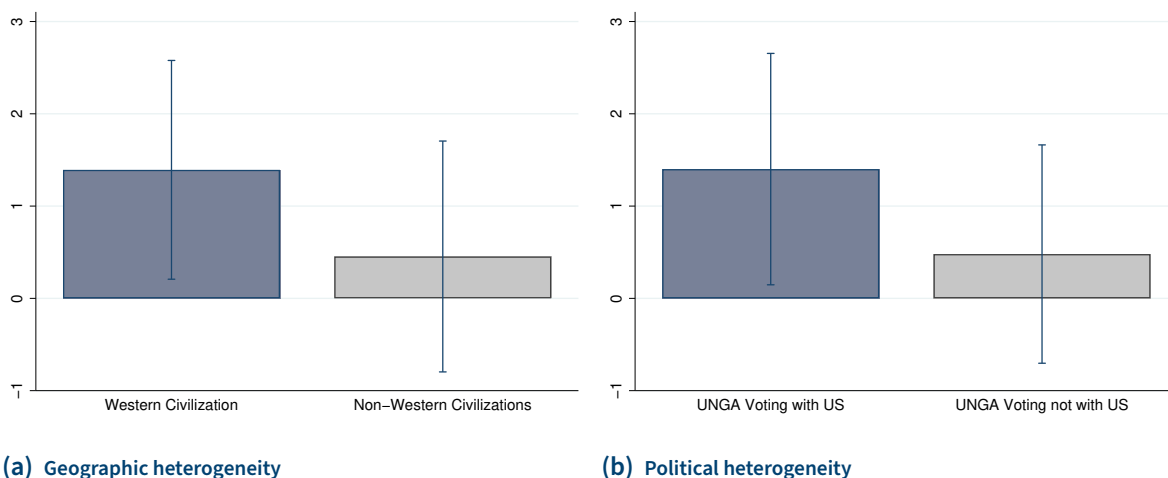 3
2
1
0
−1
Western Civilization Non−Western Civilizations
(a) Geographic heterogeneity
3
2
1
0
−1
UNGA Voting with US UNGA Voting not with US
(b) Political heterogeneity